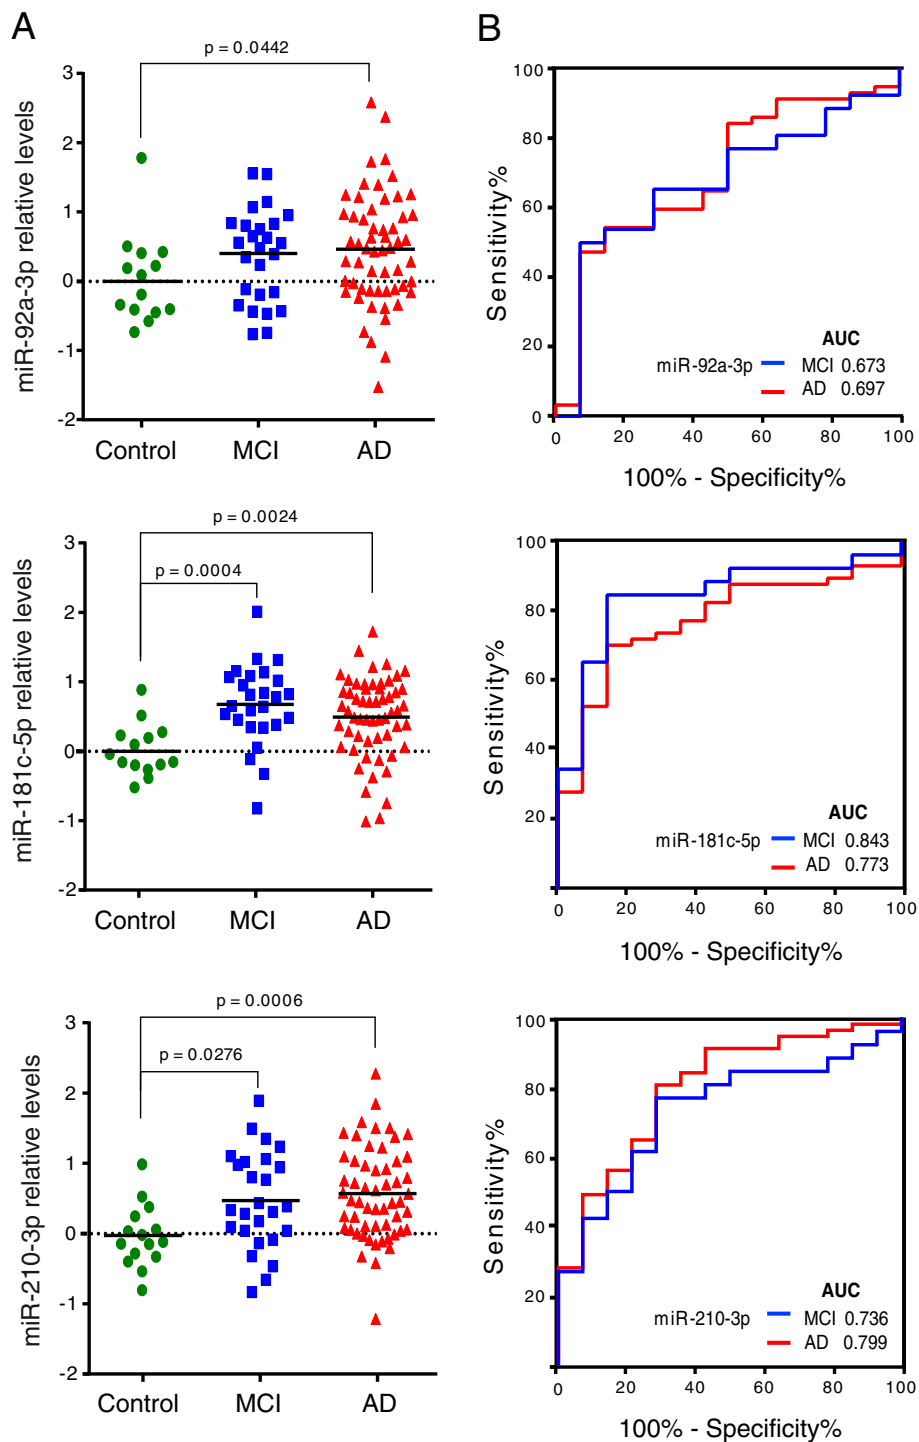 A
p = 0.0442
miR-92a-3p relative levels
3
2
1
0
-1
-2
Control MCI AD
B
Sensitivity%
100
80
60
40
20
0
0 20 40 60 80 100
100% - Specificity%
AUC
miR-92a-3p MCI 0.673
AD 0.697
p = 0.0024
p = 0.0004
miR-181c-5p relative levels
3
2
1
0
-1
-2
Control MCI AD
Sensitivity%
100
80
60
40
20
0 20 40 60 80 100
100% - Specificity%
AUC
miR-181c-5p MCI 0.843
AD 0.773
p = 0.0006
p = 0.0276
miR-210-3p relative levels
3
2
1
0
-1
-2
Control MCI AD
Sensitivity%
100
80
60
40
20
0 20 40 60 80 100
100% - Specificity%
AUC
miR-210-3p MCI 0.736
AD 0.799